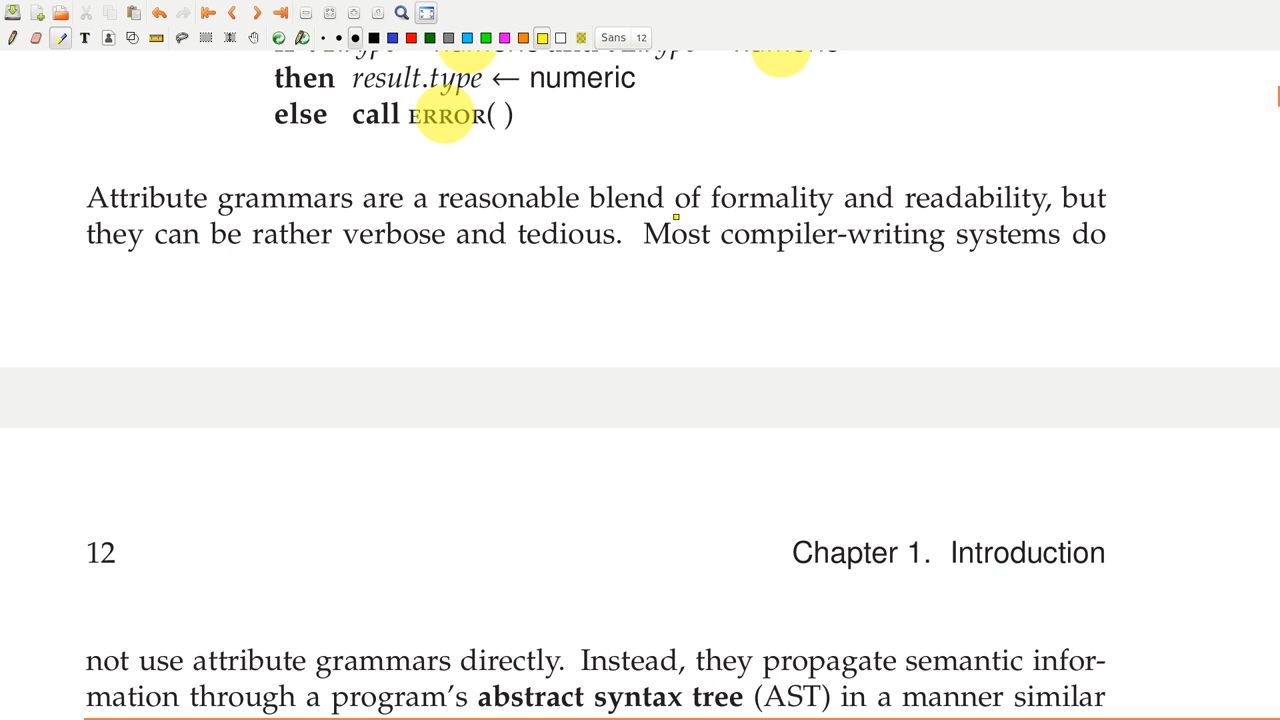 Sans 12
then result.type ← numeric
else call ERROR( )
Attribute grammars are a reasonable blend of formality and readability, but
they can be rather verbose and tedious. Most compiler-writing systems do
12 Chapter 1. Introduction
not use attribute grammars directly. Instead, they propagate semantic infor-
mation through a program's abstract syntax tree (AST) in a manner similar